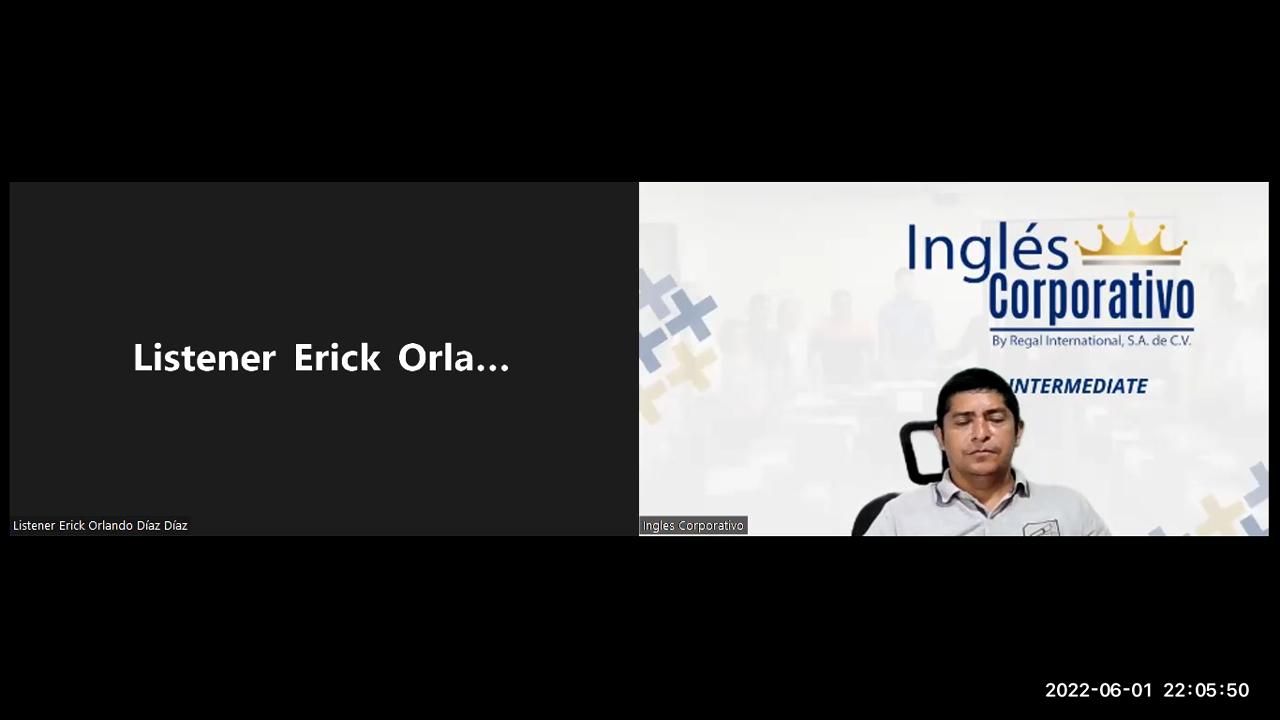 Listener Erick Orla...
Listener Erick Orlando Díaz Díaz
Inglés
Corporativo
By Regal International, S.A. de C.V.
INTERMEDIATE
Ingles Corporativo
2022-06-01 22:05:50